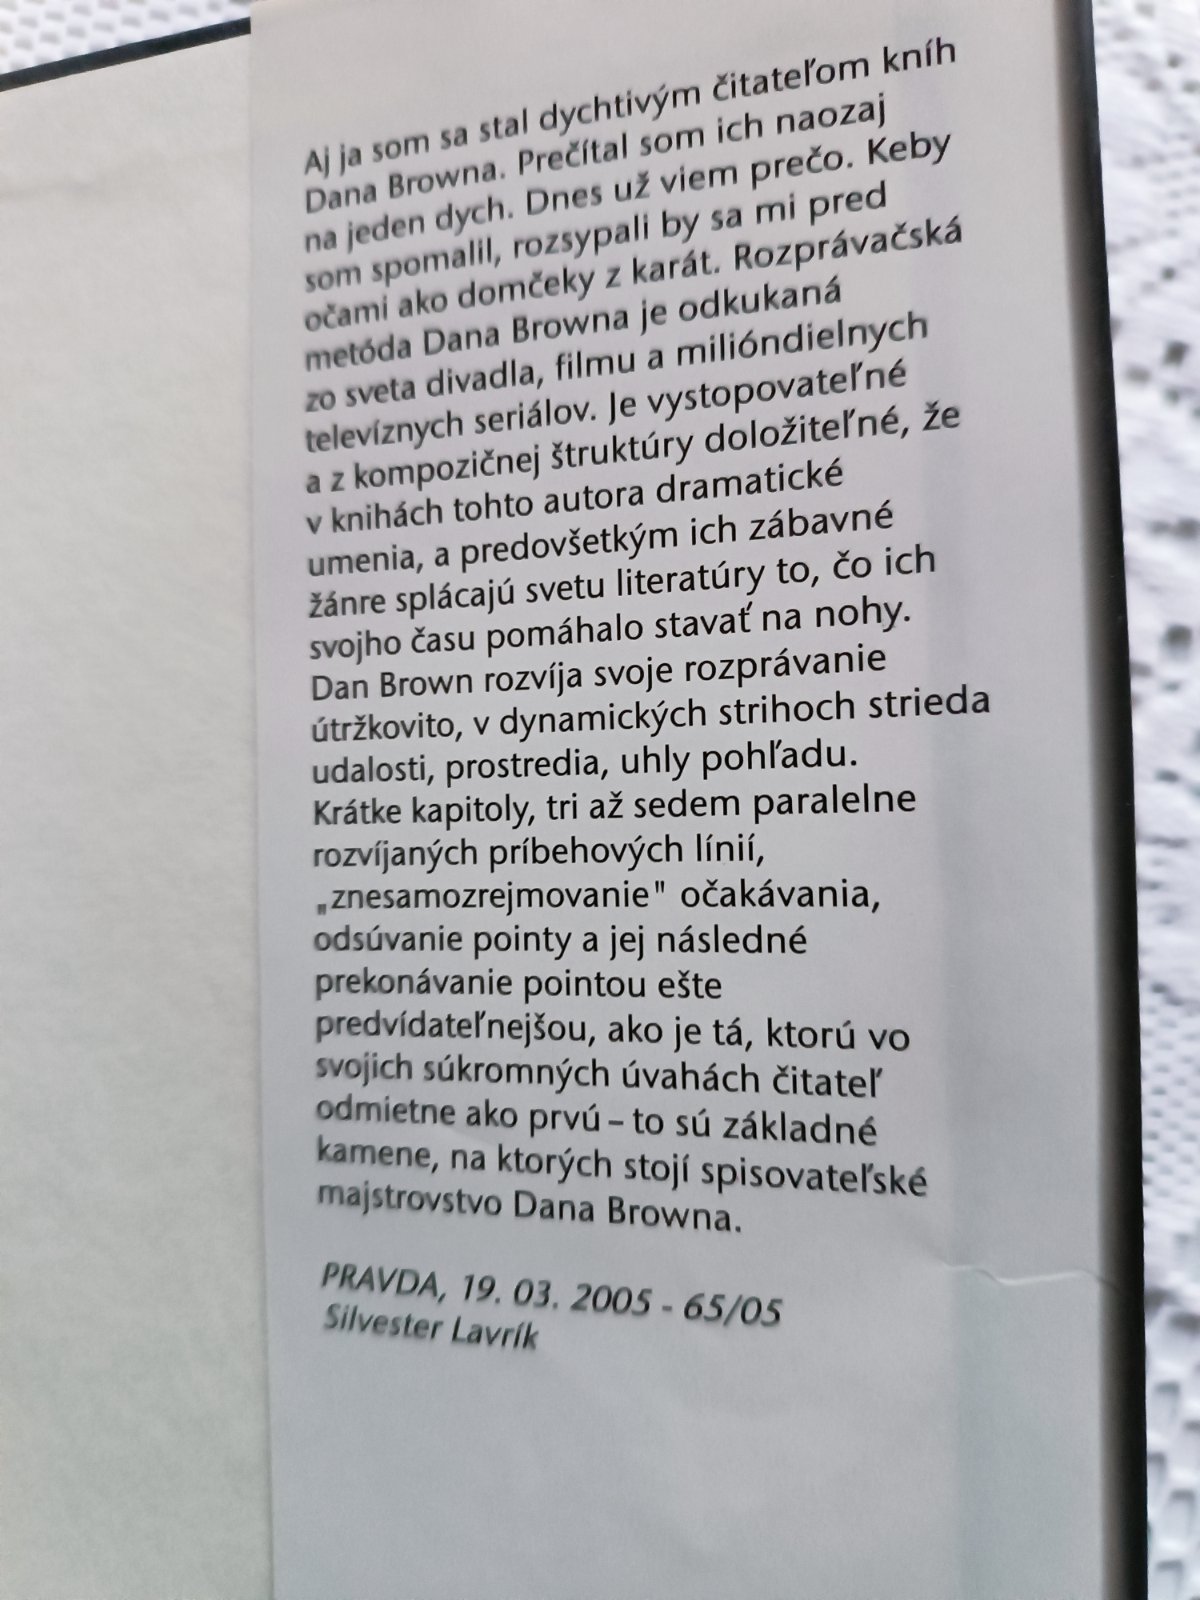 Aj ja som sa stal dychtivým čitateľom kníh
Dana Browna. Prečítal som ich naozaj
na jeden dych. Dnes už viem prečo. Keby
som spomalil, rozsypali by sa mi pred
očami ako domčeky z karát. Rozprávačská
metóda Dana Browna je odkukaná
zo sveta divadla, filmu a milióndielnych
televíznych seriálov. Je vystopovateľné
a z kompozičnej štruktúry doložiteľné, že
v knihách tohto autora dramatické
umenia, a predovšetkým ich zábavné
žánre splácajú svetu literatúry to, čo ich
svojho času pomáhalo stavať na nohy.
Dan Brown rozvíja svoje rozprávanie
útržkovito, v dynamických strihoch strieda
udalosti, prostredia, uhly pohľadu.
Krátke kapitoly, tri až sedem paralelne
rozvíjaných príbehových línií,
„znesamozrejmovanie" očakávania,
odsúvanie pointy a jej následné
prekonávanie pointou ešte
predvídateľnejšou, ako je tá, ktorú vo
svojich súkromných úvahách čitateľ
odmietne ako prvú – to sú základné
kamene, na ktorých stojí spisovateľské
majstrovstvo Dana Browna.
PRAVDA, 19. 03. 2005 - 65/05
Silvester Lavrík